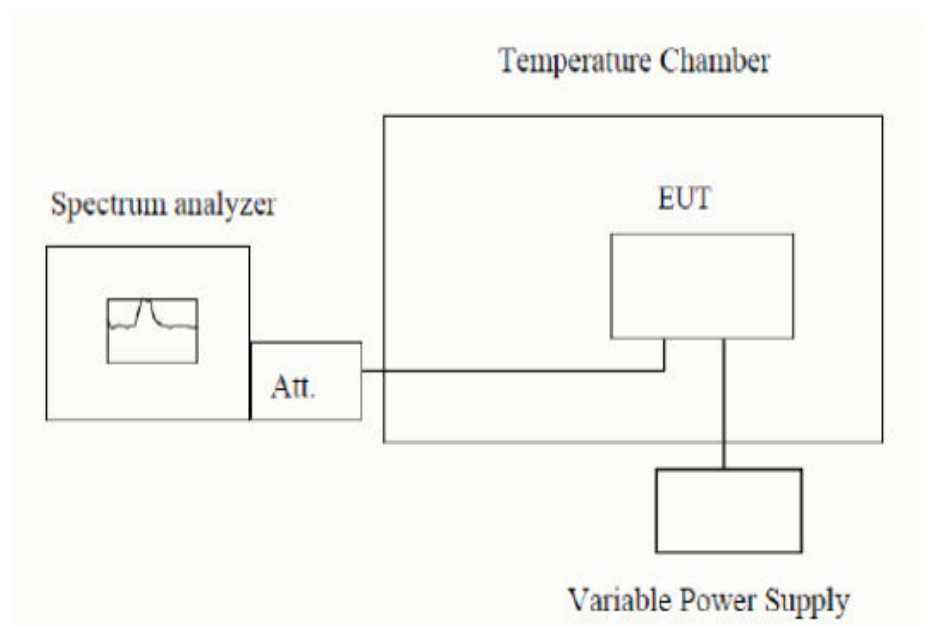 Temperature Chamber
Spectrum analyzer
EUT
Att.
Variable Power Supply